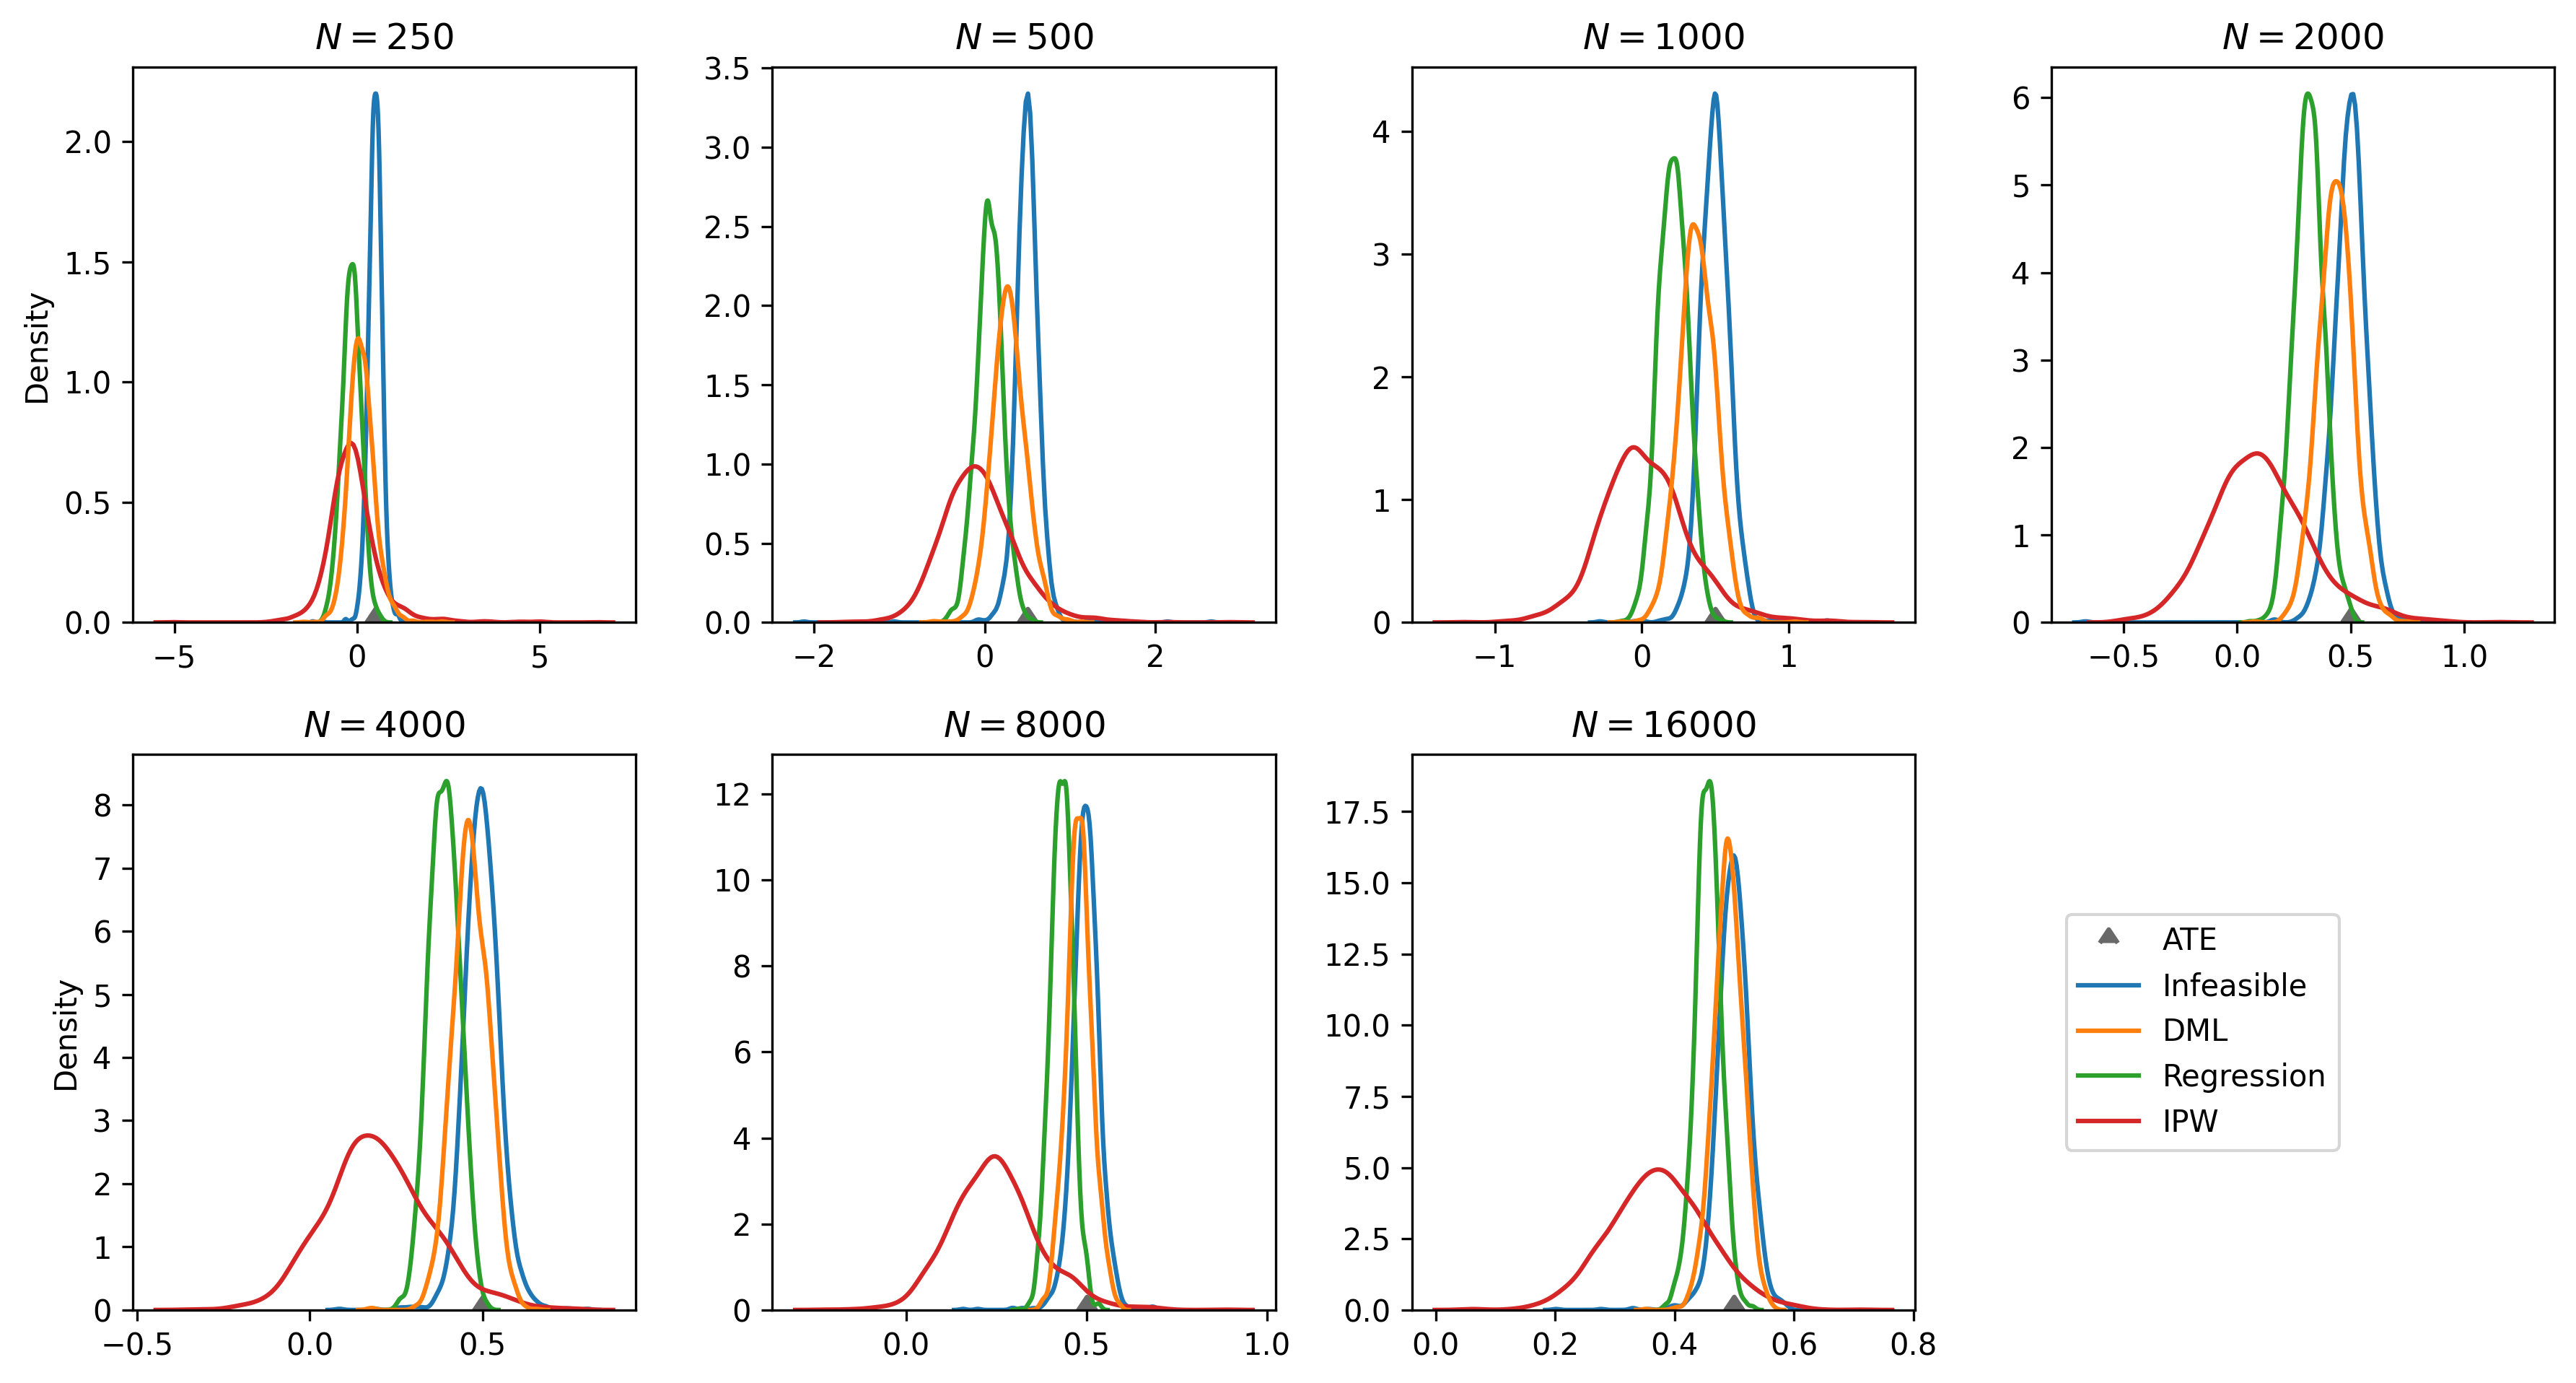 N = 250
N = 500
N = 1000
N = 2000
Density
2.0
1.5
1.0
0.5
0.0
−5 0 5
3.5
3.0
2.5
2.0
1.5
1.0
0.5
0.0
−2 0 2
4
3
2
1
0
−1 0 1
6
5
4
3
2
1
0
−0.5 0.0 0.5 1.0
N = 4000
N = 8000
N = 16000
Density
8
7
6
5
4
3
2
1
0
−0.5 0.0 0.5
12
10
8
6
4
2
0
0.0 0.5 1.0
17.5
15.0
12.5
10.0
7.5
5.0
2.5
0.0
0.0 0.2 0.4 0.6 0.8
ATE
Infeasible
DML
Regression
IPW